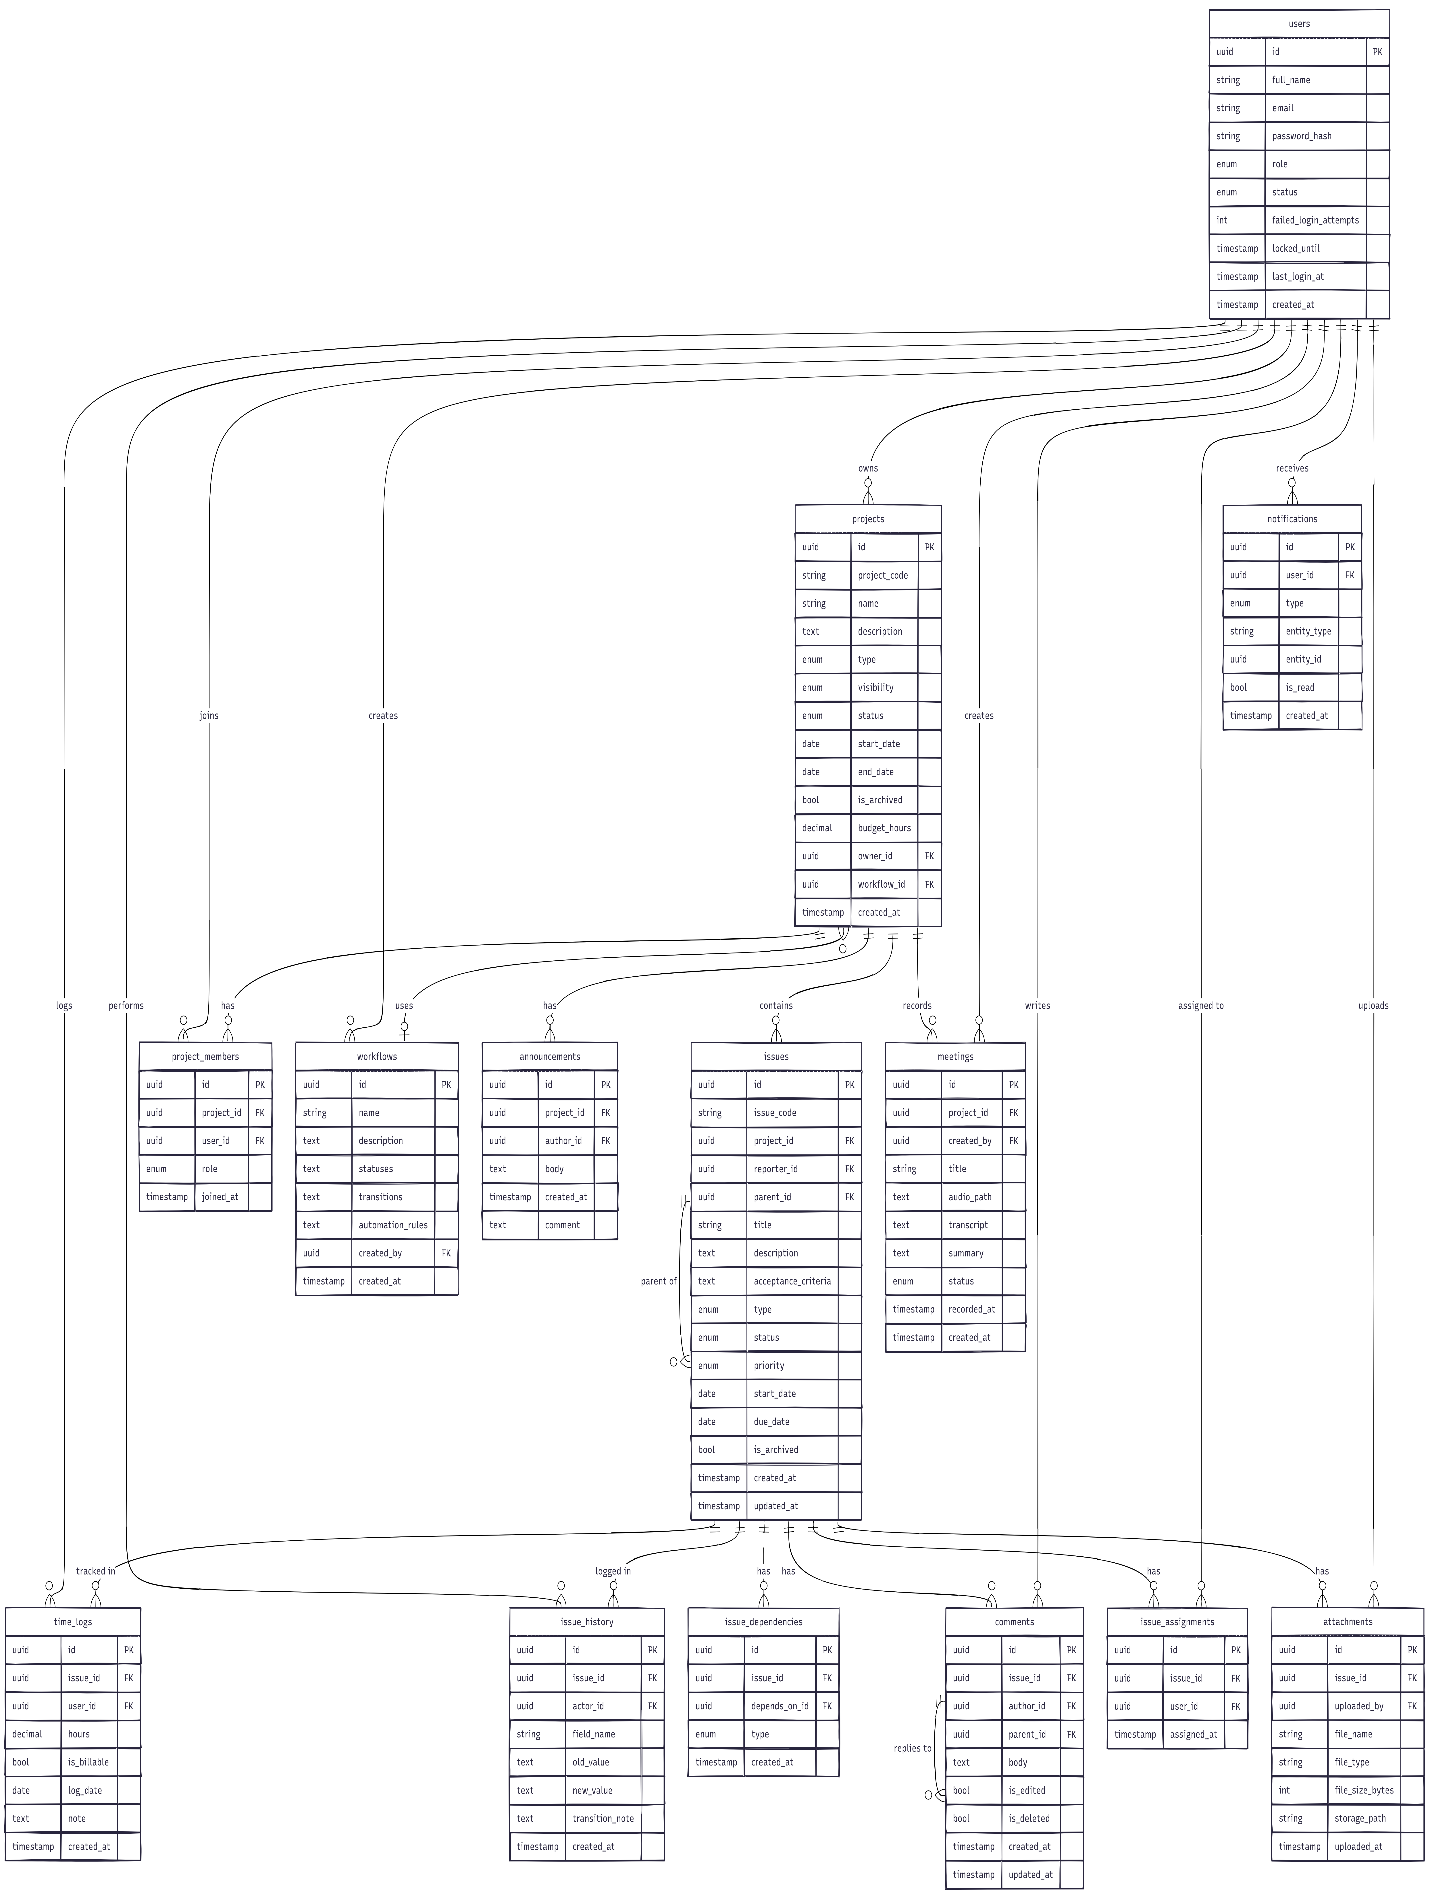 users
uuid id PK
string full_name
string email
string password_hash
enum role
enum status
int failed_login_attempts
timestamp locked_until
timestamp last_login_at
timestamp created_at
owns
receives
projects
uuid id PK
string project_code
string name
text description
enum type
enum visibility
enum status
date start_date
date end_date
bool is_archived
decimal budget_hours
uuid owner_id FK
uuid workflow_id FK
timestamp created_at
notifications
uuid id PK
uuid user_id FK
enum type
string entity_type
uuid entity_id
bool is_read
timestamp created_at
joins
creates
creates
logs
performs
has
uses
has
contains
records
writes
assigned to
uploads
project_members
uuid id PK
uuid project_id FK
uuid user_id FK
enum role
timestamp joined_at
workflows
uuid id PK
string name
text description
text statuses
text transitions
text automation_rules
uuid created_by FK
timestamp created_at
announcements
uuid id PK
uuid project_id FK
uuid author_id FK
text body
timestamp created_at
text comment
issues
uuid id PK
string issue_code
uuid project_id FK
uuid reporter_id FK
uuid parent_id FK
string title
text description
text acceptance_criteria
enum type
enum status
enum priority
date start_date
date due_date
bool is_archived
timestamp created_at
timestamp updated_at
parent of
meetings
uuid id PK
uuid project_id FK
uuid created_by FK
string title
text audio_path
text transcript
text summary
enum status
timestamp recorded_at
timestamp created_at
tracked in
logged in
has
has
has
has
time_logs
uuid id PK
uuid issue_id FK
uuid user_id FK
decimal hours
bool is_billable
date log_date
text note
timestamp created_at
issue_history
uuid id PK
uuid issue_id FK
uuid actor_id FK
string field_name
text old_value
text new_value
text transition_note
timestamp created_at
issue_dependencies
uuid id PK
uuid issue_id FK
uuid depends_on_id FK
enum type
timestamp created_at
comments
uuid id PK
uuid issue_id FK
uuid author_id FK
uuid parent_id FK
text body
bool is_edited
bool is_deleted
timestamp created_at
timestamp updated_at
replies to
issue_assignments
uuid id PK
uuid issue_id FK
uuid user_id FK
timestamp assigned_at
attachments
uuid id PK
uuid issue_id FK
uuid uploaded_by FK
string file_name
string file_type
int file_size_bytes
string storage_path
timestamp uploaded_at